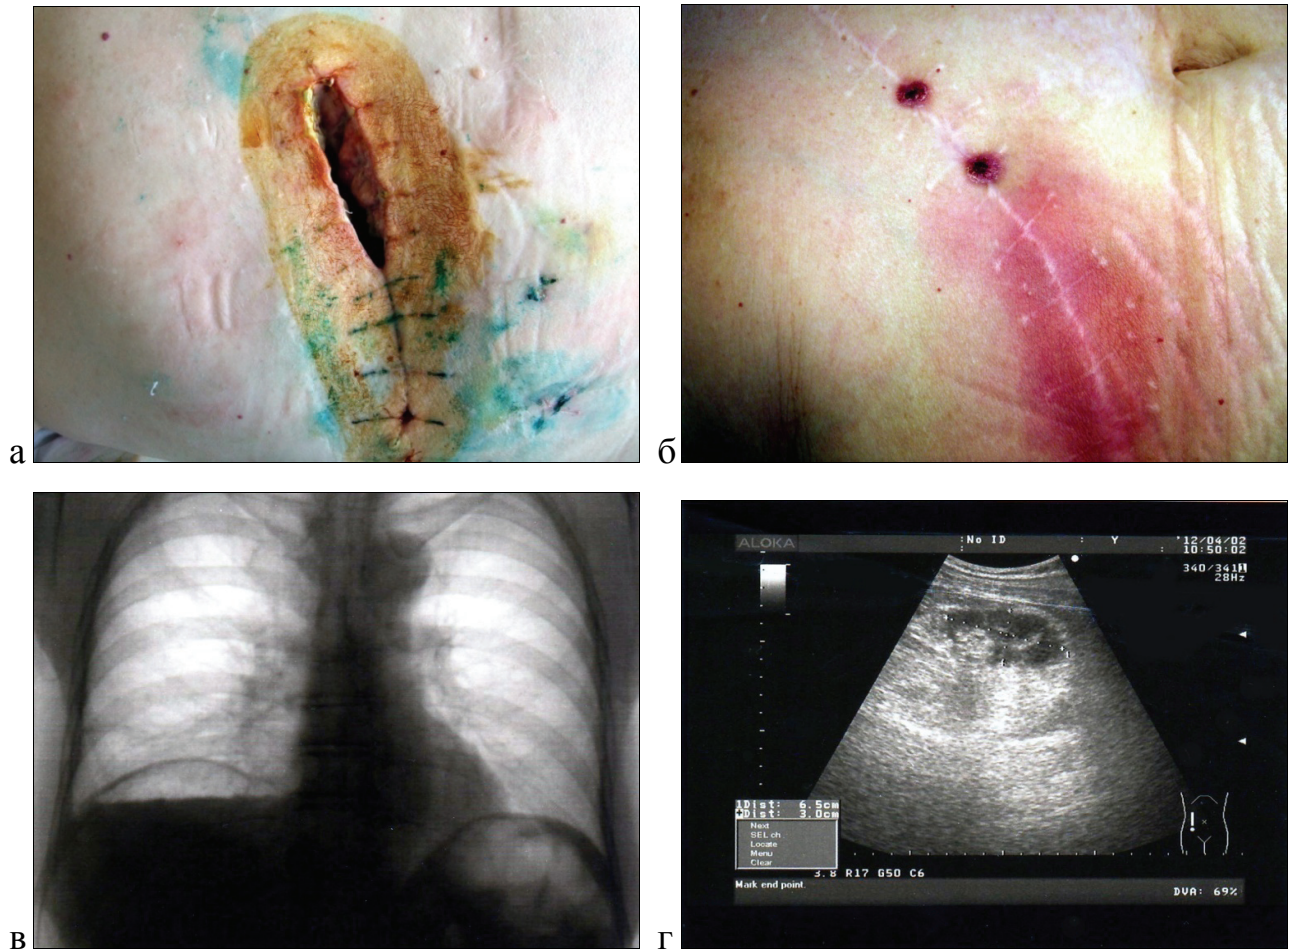 а
б
ALOKA
:No ID
:
Y
12/04/02
:
:
10:50:02
340/341
28Hz
1Dist: 6.5cm
+Dist: 3.0cm
Next
SEL ch
Locate
Menu
Clear
3.8 R17 G50 C6
Mark end point.
DVA: 69%
в
г